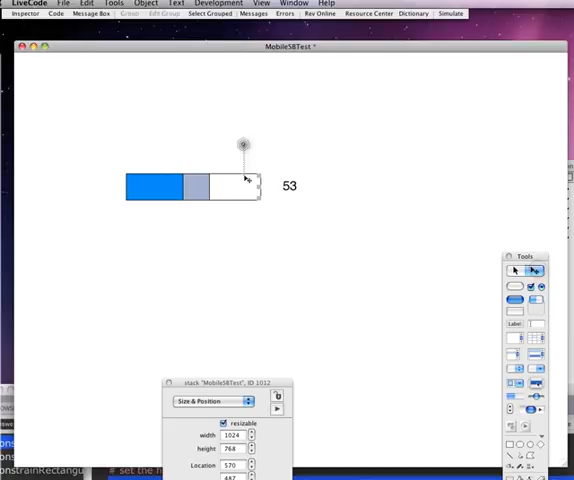 LiveCode File Edit Tools Object Text Development View Window Help
Inspector Code Message Box Group Edit Group Select Grouped Messages Errors Rev Online Resource Center Dictionary Simulate
MobileSBTest *
53
Tools
Label:
stack "MobileSBTest", ID 1012
Size & Position
resizable
width 1024
height 768
Location 570
487
onstrainRectangu
# set the